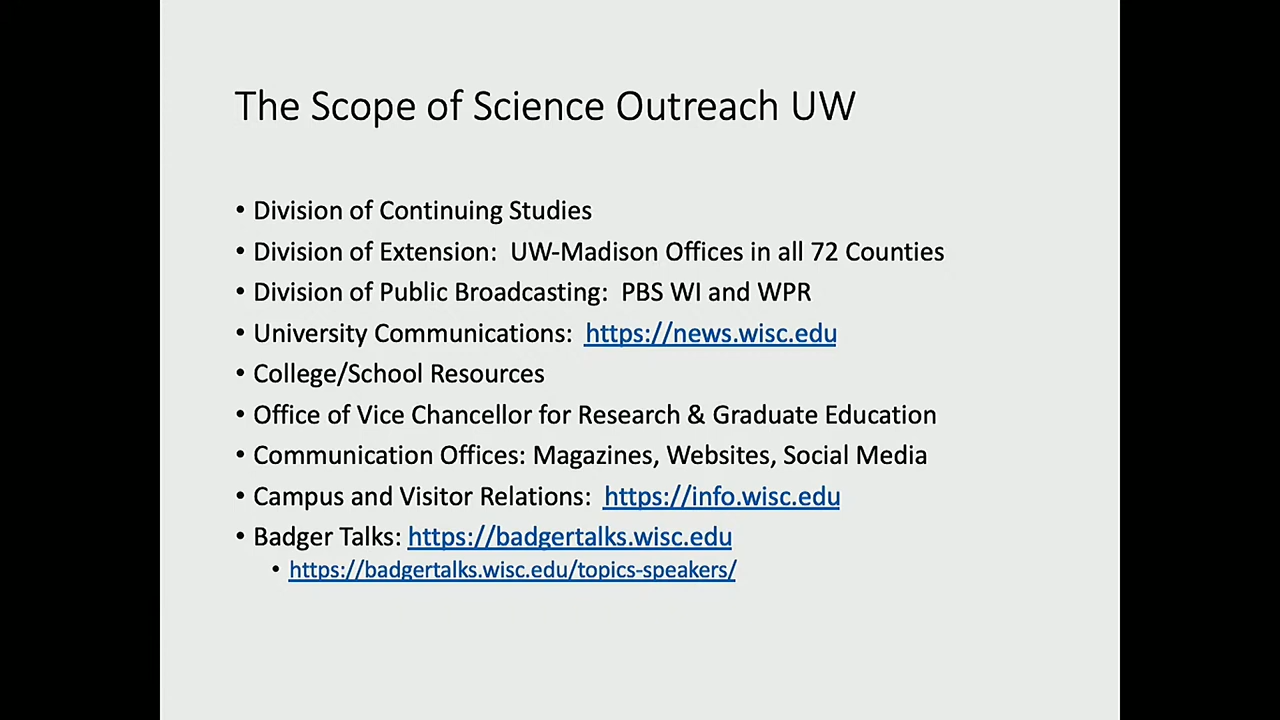 The Scope of Science Outreach UW
• Division of Continuing Studies
• Division of Extension:  UW-Madison Offices in all 72 Counties
• Division of Public Broadcasting:  PBS WI and WPR
• University Communications:  https://news.wisc.edu
• College/School Resources
• Office of Vice Chancellor for Research & Graduate Education
• Communication Offices: Magazines, Websites, Social Media
• Campus and Visitor Relations:  https://info.wisc.edu
• Badger Talks: https://badgertalks.wisc.edu
• https://badgertalks.wisc.edu/topics-speakers/